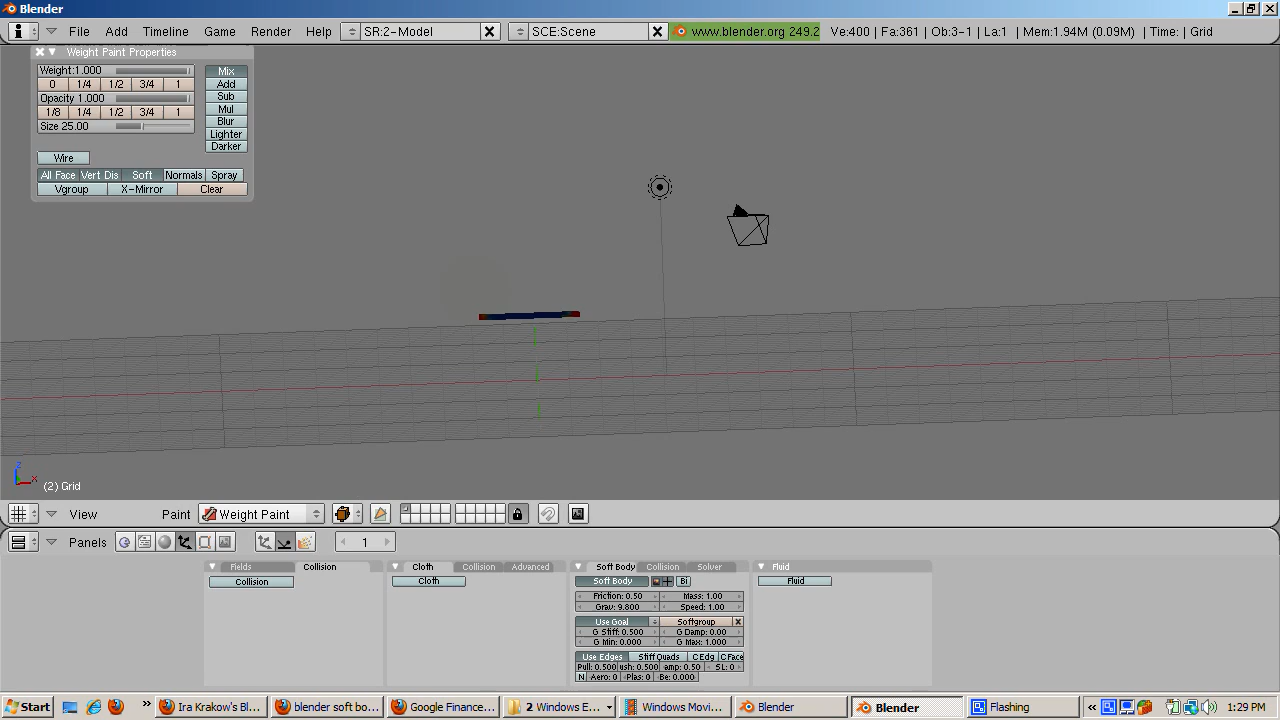 Blender
File Add Timeline Game Render Help SR:2-Model SCE:Scene www.blender.org 249.2 Ve:400 | Fa:361 | Ob:3-1 | La:1 | Mem:1.94M (0.09M) | Time: | Grid
Weight Paint Properties
Weight:1.000 Mix
0 1/4 1/2 3/4 1 Add
Opacity 1.000 Sub
1/8 1/4 1/2 3/4 1 Mul
Size 25.00 Blur
Lighter
Darker
Wire
All Face Vert Dis Soft Normals Spray
Vgroup X-Mirror Clear
Z
X
(2) Grid
View Paint Weight Paint
Panels 1
Fields Collision Cloth Collision Advanced Soft Body Collision Solver Fluid
Collision Cloth Soft Body Bl Fluid
Friction: 0.50 Mass: 1.00
Grav: 9.800 Speed: 1.00
Use Goal Softgroup
G Stiff: 0.500 G Damp: 0.00
G Min: 0.000 G Max: 1.000
Use Edges Stiff Quads C Edg C Face
Pull: 0.500 ush: 0.500 amp: 0.50 SL: 0
N Aero: 0 Plas: 0 Be: 0.000
Start Ira Krakow's Bl... blender soft bo... Google Finance... 2 Windows E... Windows Movi... Blender Blender Flashing 1:29 PM